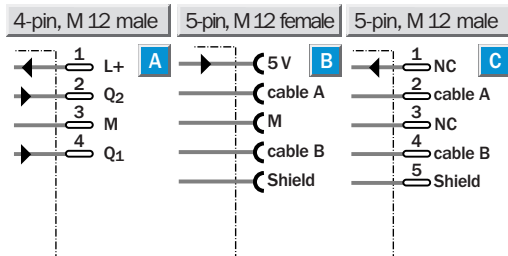 4-pin, M 12 male
A
1 L+
2 Q2
3 M
4 Q1
5-pin, M 12 female
B
5 V
cable A
M
cable B
Shield
5-pin, M 12 male
C
1 NC
2 cable A
3 NC
4 cable B
5 Shield